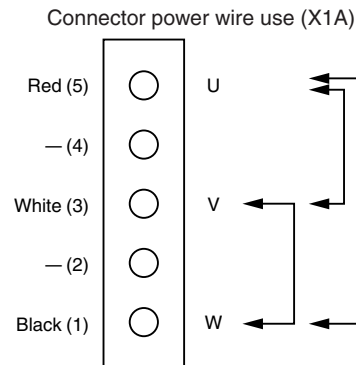 Connector power wire use (X1A)
Red (5) U
— (4)
White (3) V
— (2)
Black (1) W